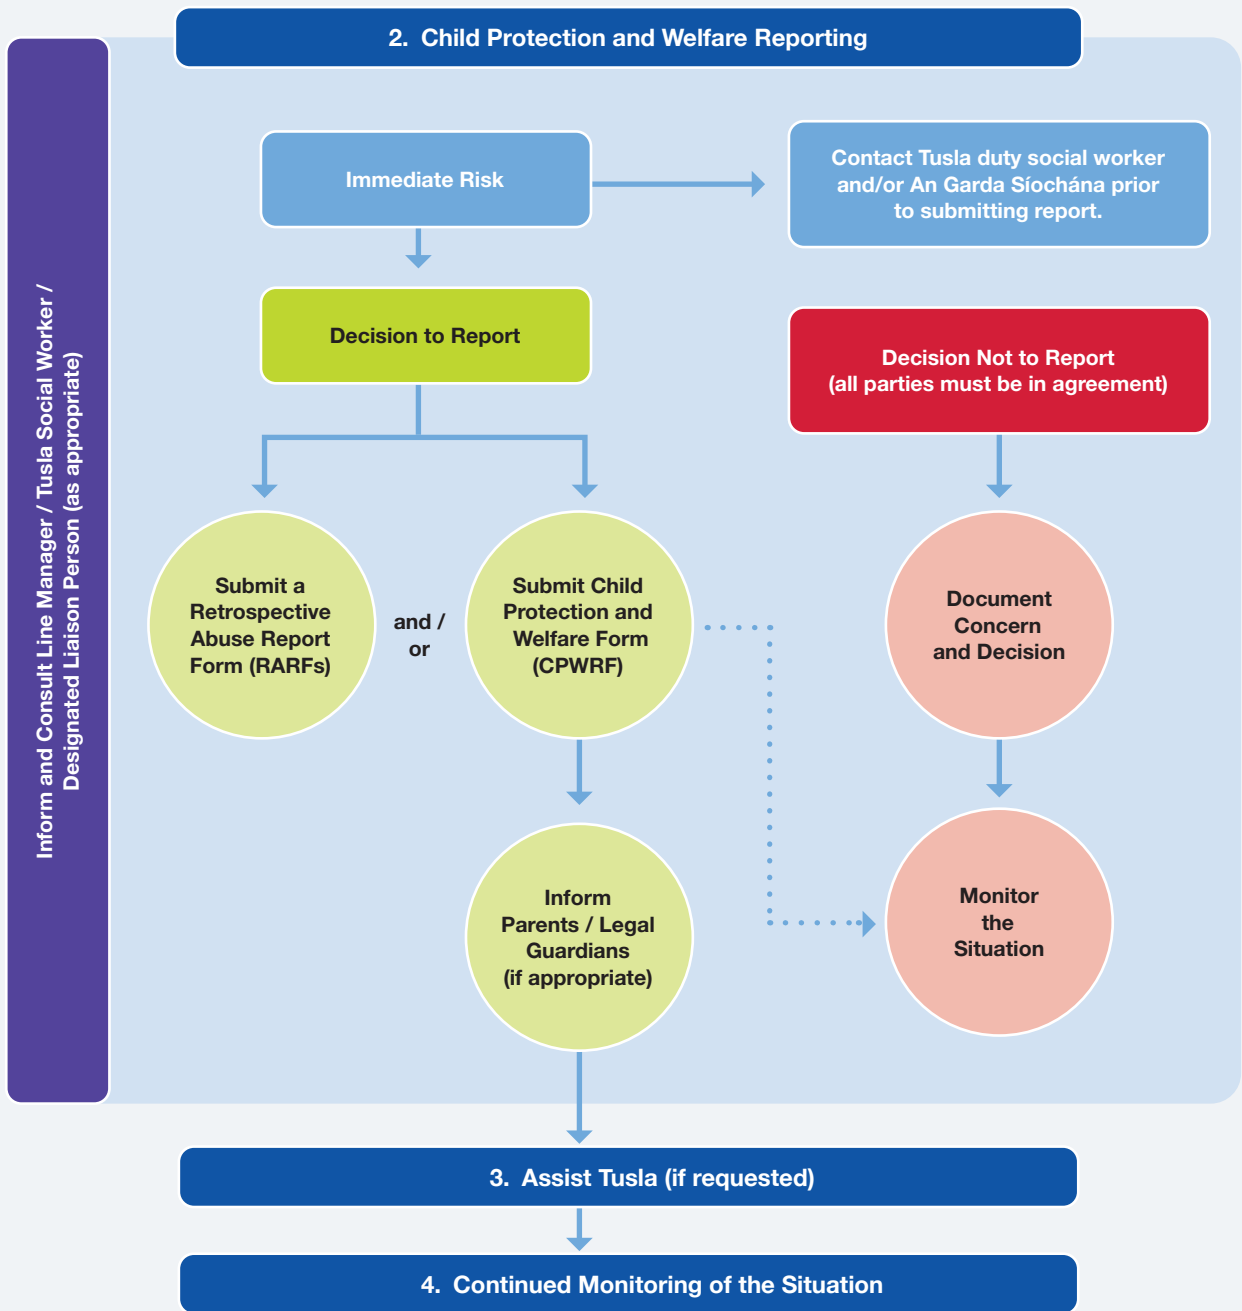 2. Child Protection and Welfare Reporting
Inform and Consult Line Manager / Tusla Social Worker /
Designated Liaison Person (as appropriate)
Immediate Risk
Contact Tusla duty social worker
and/or An Garda Síochána prior
to submitting report.
Decision to Report
Decision Not to Report
(all parties must be in agreement)
Submit a
Retrospective
Abuse Report
Form (RARFs)
and /
or
Submit Child
Protection and
Welfare Form
(CPWRF)
Document
Concern
and Decision
Inform
Parents / Legal
Guardians
(if appropriate)
Monitor
the
Situation
3. Assist Tusla (if requested)
4. Continued Monitoring of the Situation